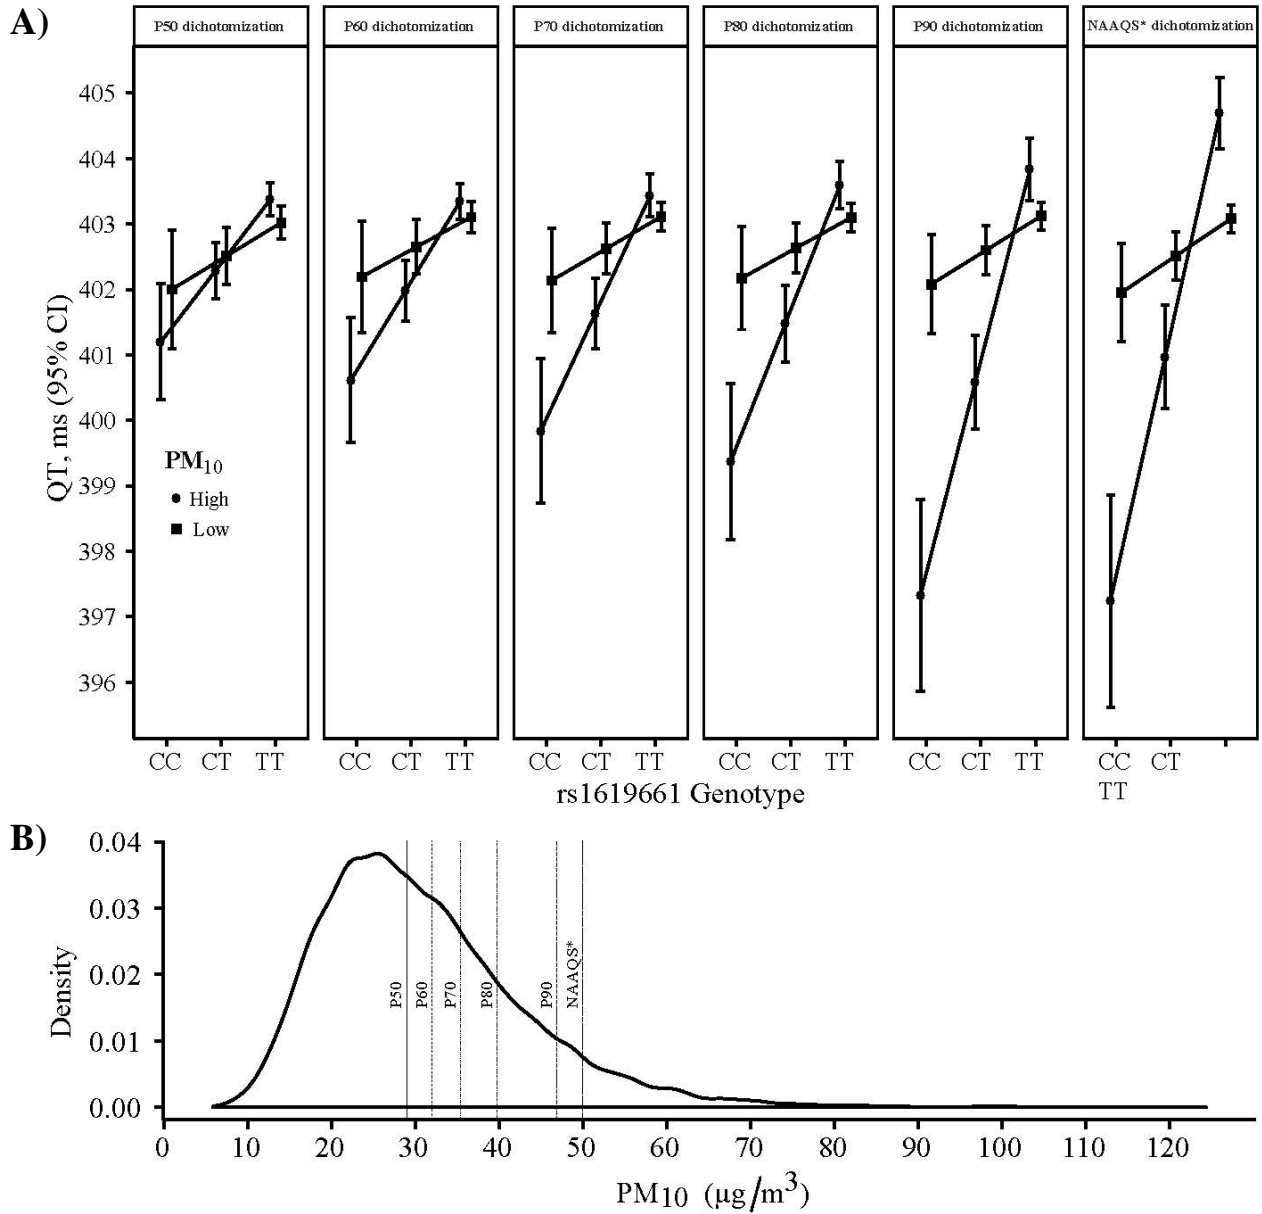 A)
P50 dichotomization P60 dichotomization P70 dichotomization P80 dichotomization P90 dichotomization NAAQS* dichotomization
405
404
403
402
401
400
399
398
397
396
QT, ms (95% CI)
PM10
High
Low
CC CT TT CC CT TT CC CT TT CC CT TT CC CT TT CC CT
TT
rs1619661 Genotype
B)
0.04
0.03
0.02
0.01
0.00
Density
P50 P60 P70 P80 P90 NAAQS*
0 10 20 30 40 50 60 70 80 90 100 110 120
PM10 (µg/m3)